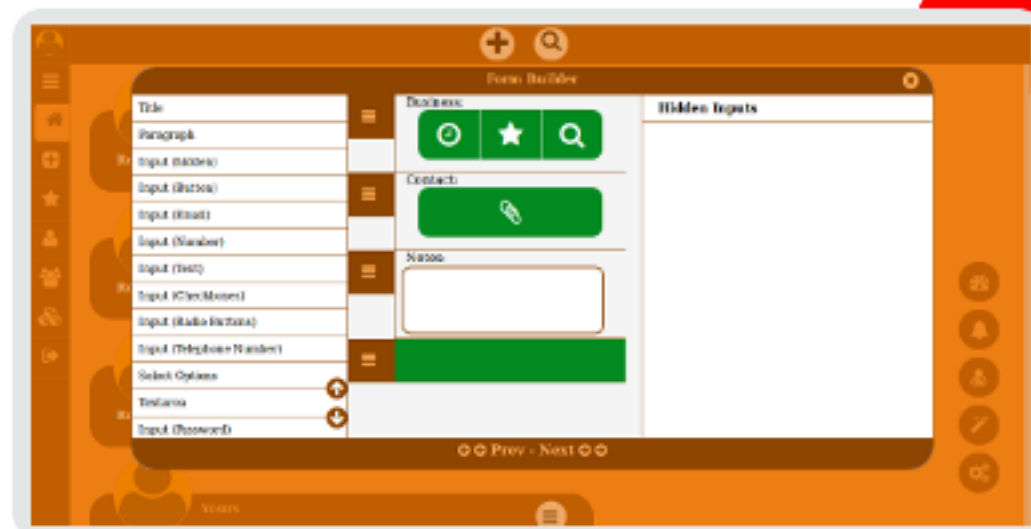 Form Builder
Title
Paragraph
Input (Hidden)
Input (Button)
Input (Email)
Input (Number)
Input (Text)
Input (Checkboxes)
Input (Radio Buttons)
Input (Telephone Number)
Select Options
Textarea
Input (Password)
Business:
Contact:
Notes
Hidden Inputs
Prev - Next
Yours